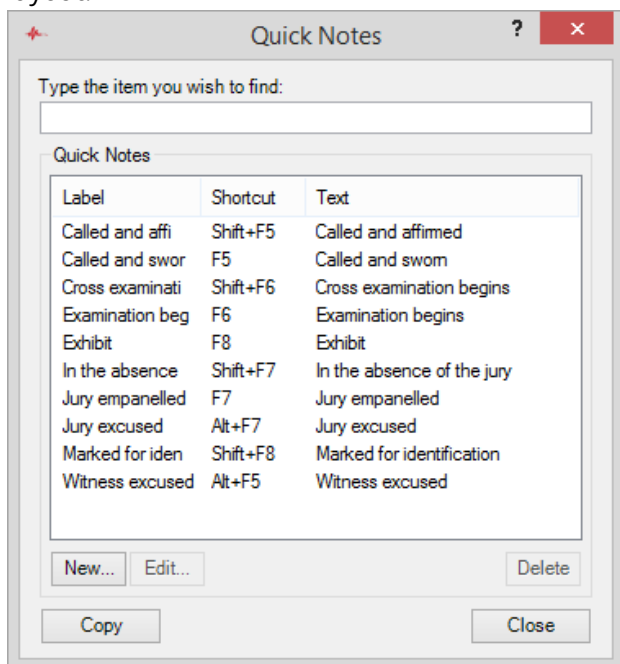 Quick Notes ? ×
Type the item you wish to find:
Quick Notes
Label Shortcut Text
Called and affi Shift+F5 Called and affirmed
Called and swor F5 Called and sworn
Cross examinati Shift+F6 Cross examination begins
Examination beg F6 Examination begins
Exhibit F8 Exhibit
In the absence Shift+F7 In the absence of the jury
Jury empanelled F7 Jury empanelled
Jury excused Alt+F7 Jury excused
Marked for iden Shift+F8 Marked for identification
Witness excused Alt+F5 Witness excused
New... Edit... Delete
Copy Close